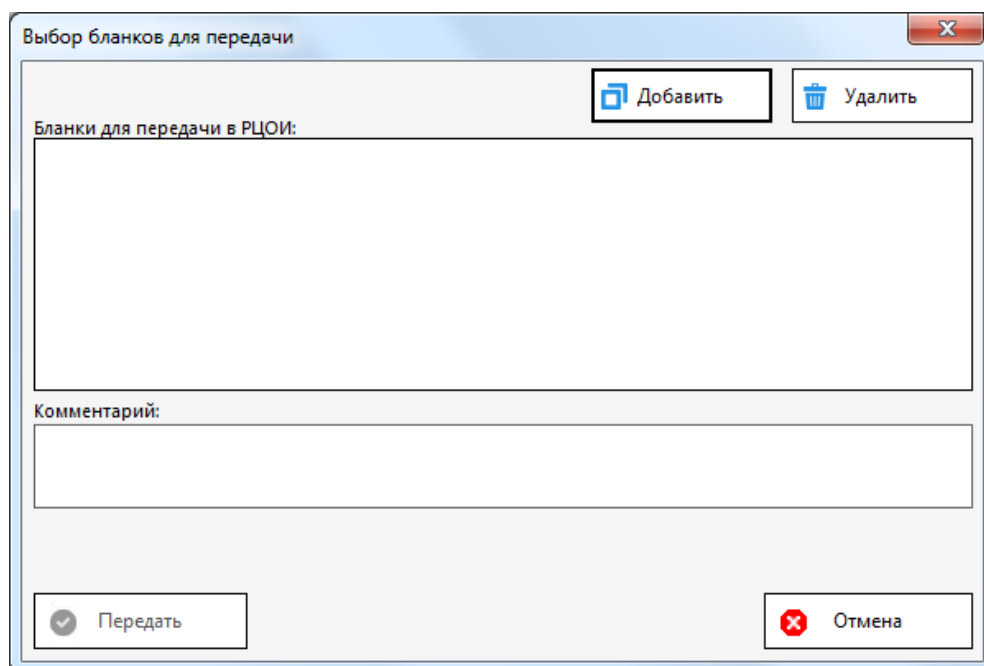 Выбор бланков для передачи
Добавить
Удалить
Бланки для передачи в РЦОИ:
Комментарий:
Передать
Отмена